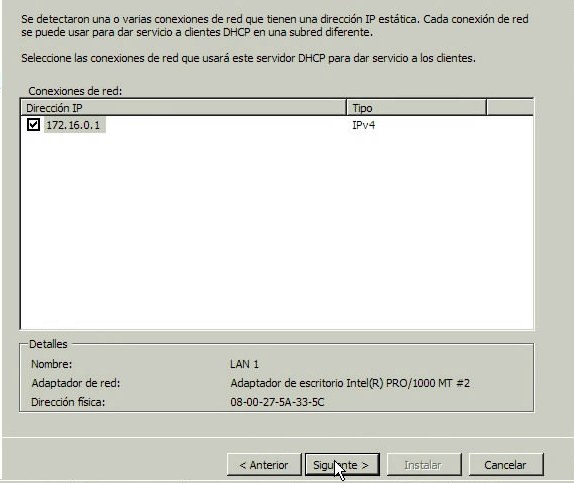 Se detectaron una o varias conexiones de red que tienen una dirección IP estática. Cada conexión de red
se puede usar para dar servicio a clientes DHCP en una subred diferente.
Seleccione las conexiones de red que usará este servidor DHCP para dar servicio a los clientes.
Conexiones de red:
Dirección IP Tipo
172.16.0.1 IPv4
Detalles
Nombre: LAN 1
Adaptador de red: Adaptador de escritorio Intel(R) PRO/1000 MT #2
Dirección física: 08-00-27-5A-33-5C
< Anterior Siguiente > Instalar Cancelar